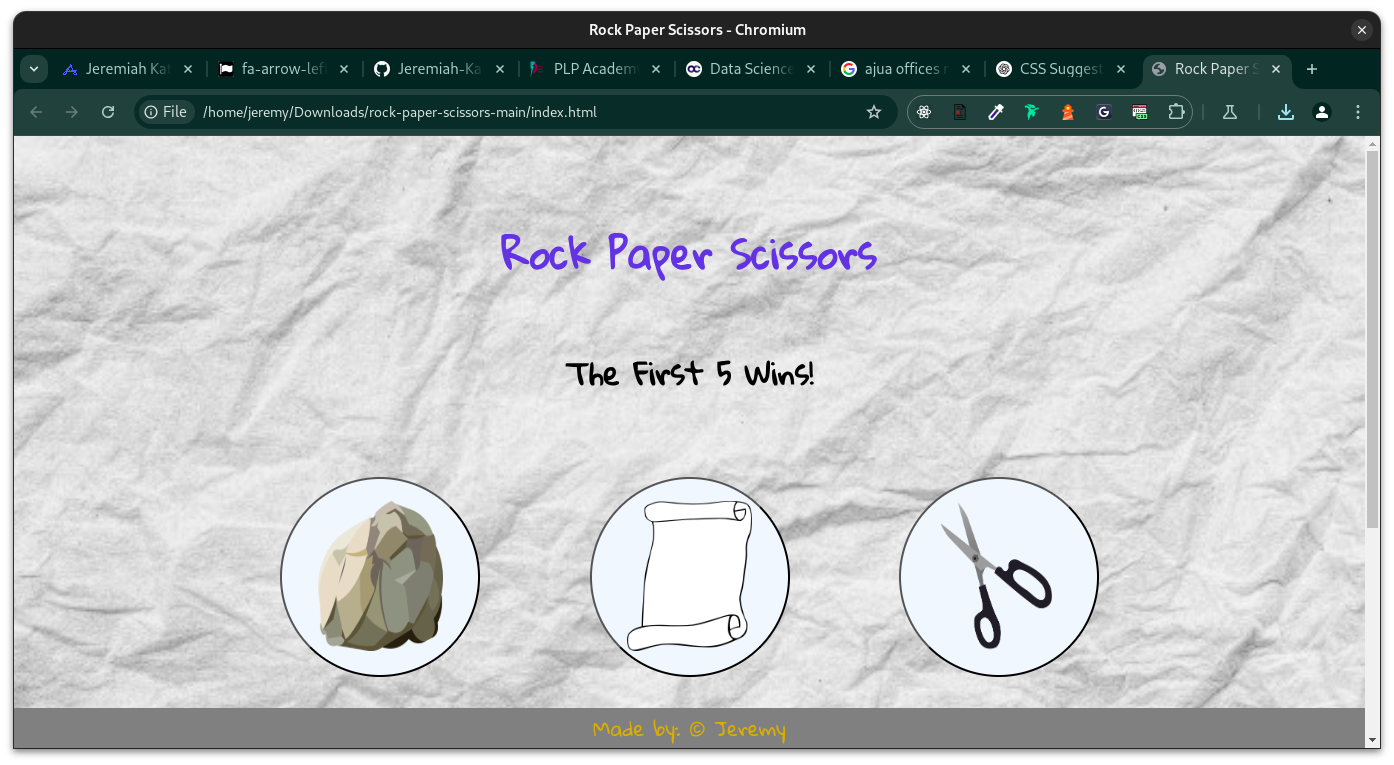 Rock Paper Scissors - Chromium
Jeremiah Kat
fa-arrow-left
Jeremiah-Ka
PLP Academy
Data Science
ajua offices
CSS Suggest
Rock Paper S
File /home/jeremy/Downloads/rock-paper-scissors-main/index.html
Rock Paper Scissors
The First 5 Wins!
Made by: © Jeremy